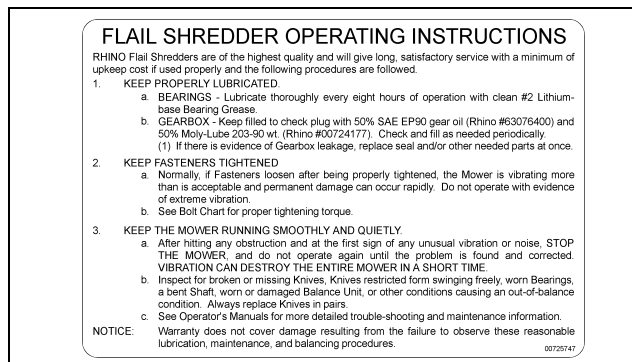 FLAIL SHREDDER OPERATING INSTRUCTIONS
RHINO Flail Shredders are of the highest quality and will give long, satisfactory service with a minimum of
upkeep cost if used properly and the following procedures are followed.
1. KEEP PROPERLY LUBRICATED.
a. BEARINGS - Lubricate thoroughly every eight hours of operation with clean #2 Lithium-
base Bearing Grease.
b. GEARBOX - Keep filled to check plug with 50% SAE EP90 gear oil (Rhino #63076400) and
50% Moly-Lube 203-90 wt. (Rhino #00724177). Check and fill as needed periodically.
(1) If there is evidence of Gearbox leakage, replace seal and/or other needed parts at once.
2. KEEP FASTENERS TIGHTENED
a. Normally, if Fasteners loosen after being properly tightened, the Mower is vibrating more
than is acceptable and permanent damage can occur rapidly. Do not operate with evidence
of extreme vibration.
b. See Bolt Chart for proper tightening torque.
3. KEEP THE MOWER RUNNING SMOOTHLY AND QUIETLY.
a. After hitting any obstruction and at the first sign of any unusual vibration or noise, STOP
THE MOWER, and do not operate again until the problem is found and corrected.
VIBRATION CAN DESTROY THE ENTIRE MOWER IN A SHORT TIME.
b. Inspect for broken or missing Knives, Knives restricted form swinging freely, worn Bearings,
a bent Shaft, worn or damaged Balance Unit, or other conditions causing an out-of-balance
condition. Always replace Knives in pairs.
c. See Operator's Manuals for more detailed trouble-shooting and maintenance information.
NOTICE: Warranty does not cover damage resulting from the failure to observe these reasonable
lubrication, maintenance, and balancing procedures.
00725747